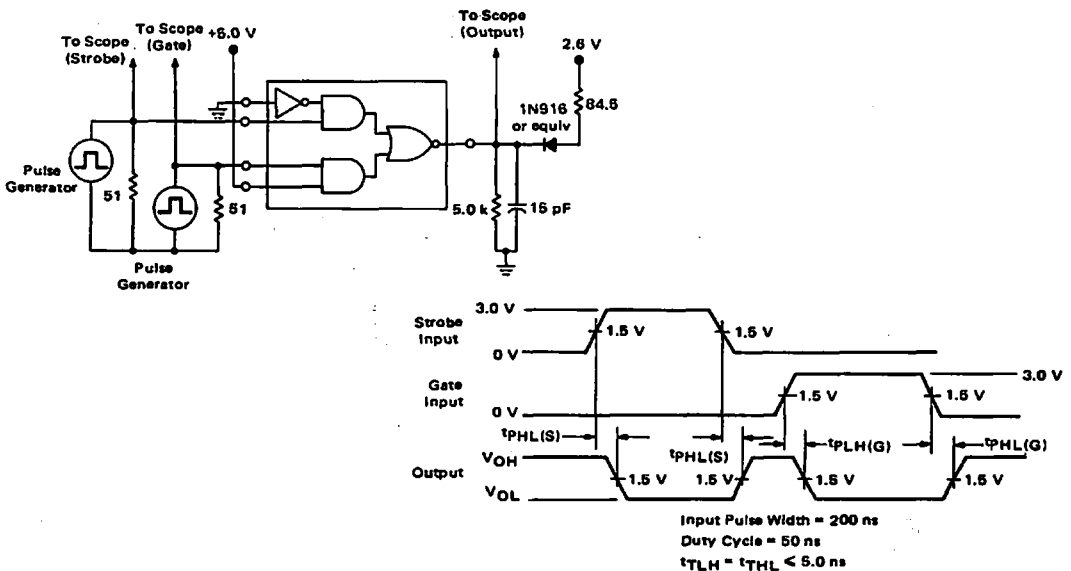 To Scope
(Strobe)
To Scope
(Gate)
+5.0 V
To Scope
(Output)
2.6 V
84.5
1N916
or equiv
Pulse
Generator
51
51
5.0 k
15 pF
Pulse
Generator
Strobe
Input
3.0 V
0 V
1.5 V
1.5 V
Gate
Input
0 V
1.5 V
1.5 V
3.0 V
tPHL(S)
tPHL(S)
tPLH(G)
tPHL(G)
Output
VOH
VOL
1.5 V
1.5 V
1.5 V
1.5 V
Input Pulse Width = 200 ns
Duty Cycle = 50 ns
tTLH = tTHL < 5.0 ns